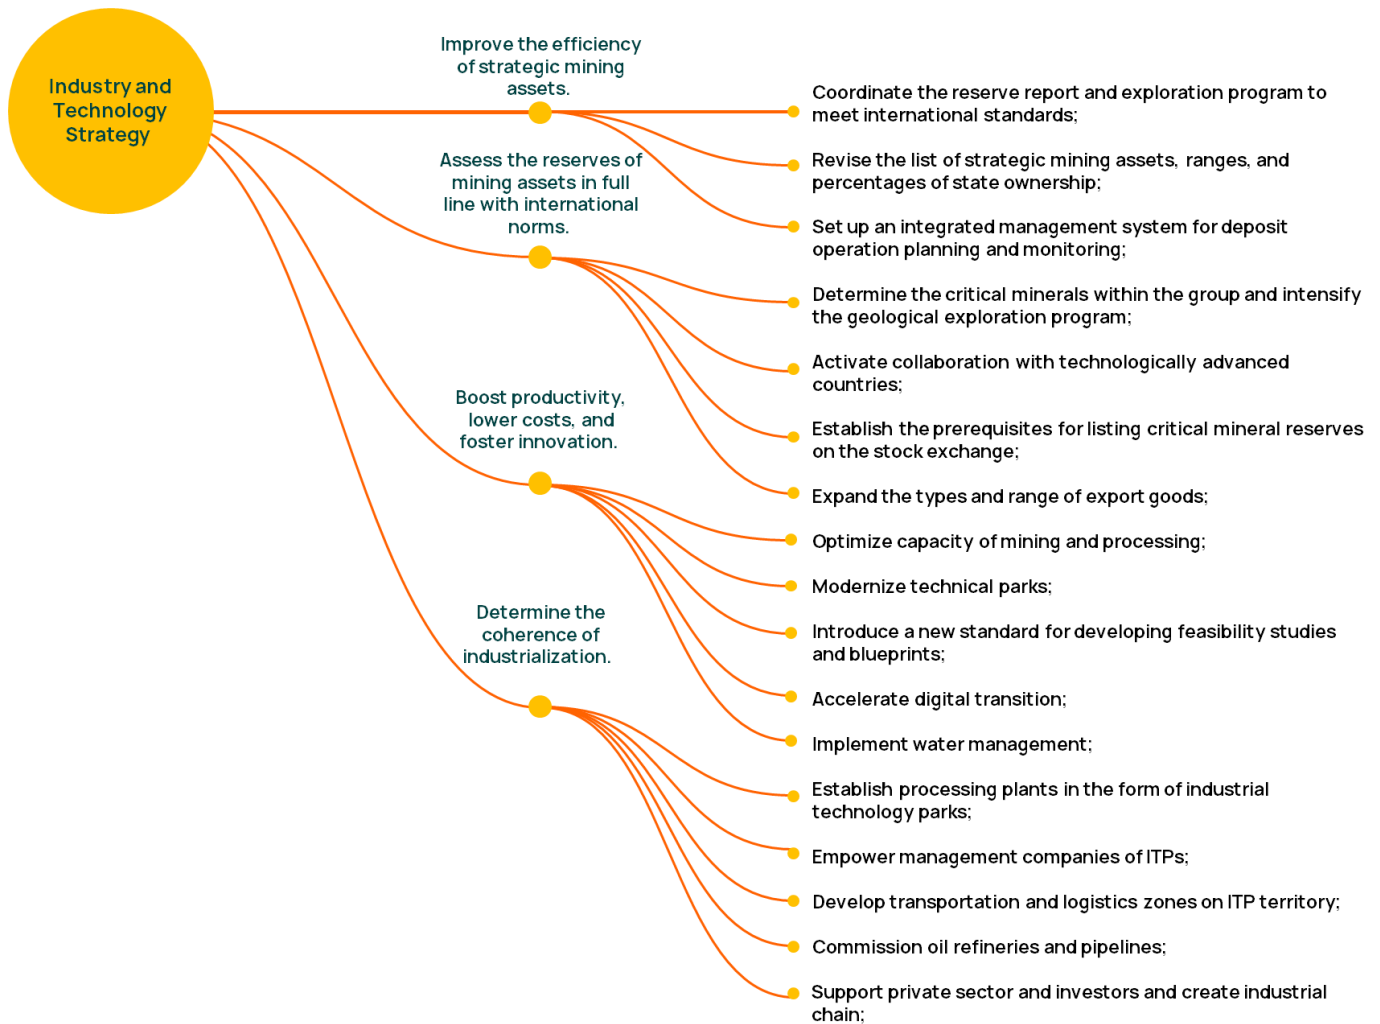 Industry and
Technology
Strategy
Improve the efficiency
of strategic mining
assets.
Coordinate the reserve report and exploration program to
meet international standards;
Revise the list of strategic mining assets, ranges, and
percentages of state ownership;
Set up an integrated management system for deposit
operation planning and monitoring;
Assess the reserves of
mining assets in full
line with international
norms.
Determine the critical minerals within the group and intensify
the geological exploration program;
Activate collaboration with technologically advanced
countries;
Establish the prerequisites for listing critical mineral reserves
on the stock exchange;
Expand the types and range of export goods;
Boost productivity,
lower costs, and
foster innovation.
Optimize capacity of mining and processing;
Modernize technical parks;
Introduce a new standard for developing feasibility studies
and blueprints;
Accelerate digital transition;
Implement water management;
Determine the
coherence of
industrialization.
Establish processing plants in the form of industrial
technology parks;
Empower management companies of ITPs;
Develop transportation and logistics zones on ITP territory;
Commission oil refineries and pipelines;
Support private sector and investors and create industrial
chain;